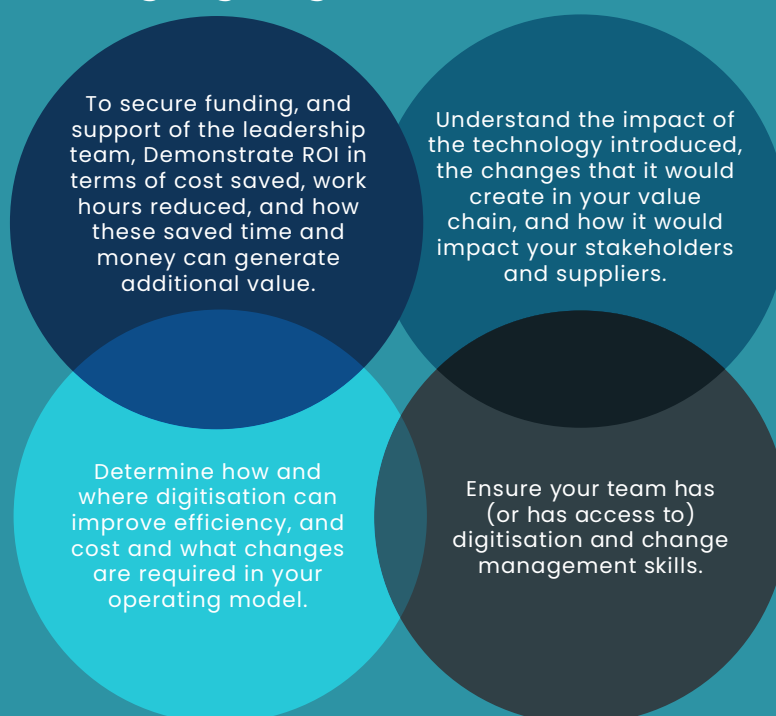 To secure funding, and
support of the leadership
team, Demonstrate ROI in
terms of cost saved, work
hours reduced, and how
these saved time and
money can generate
additional value.
Understand the impact of
the technology introduced,
the changes that it would
create in your value
chain, and how it would
impact your stakeholders
and suppliers.
Determine how and
where digitisation can
improve efficiency, and
cost and what changes
are required in your
operating model.
Ensure your team has
(or has access to)
digitisation and change
management skills.